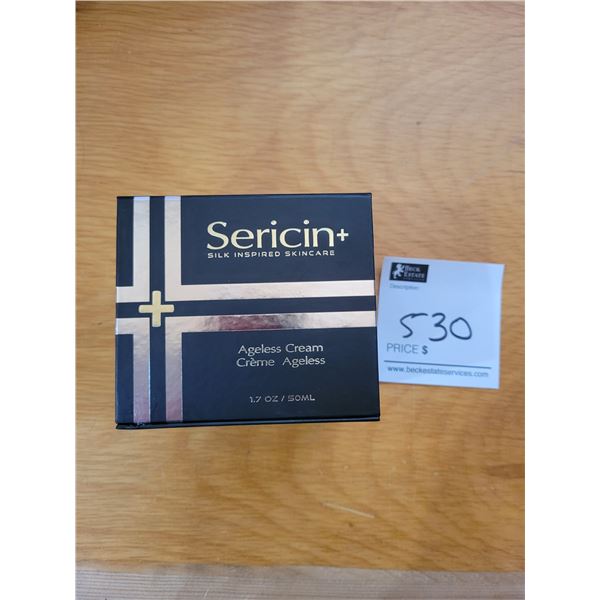 Sericin+
SILK INSPIRED SKINCARE
Ageless Cream
Crème Ageless
1.7 OZ / 50ML
BECK
ESTATE
Description
530
PRICE $
www.beckestateservices.com